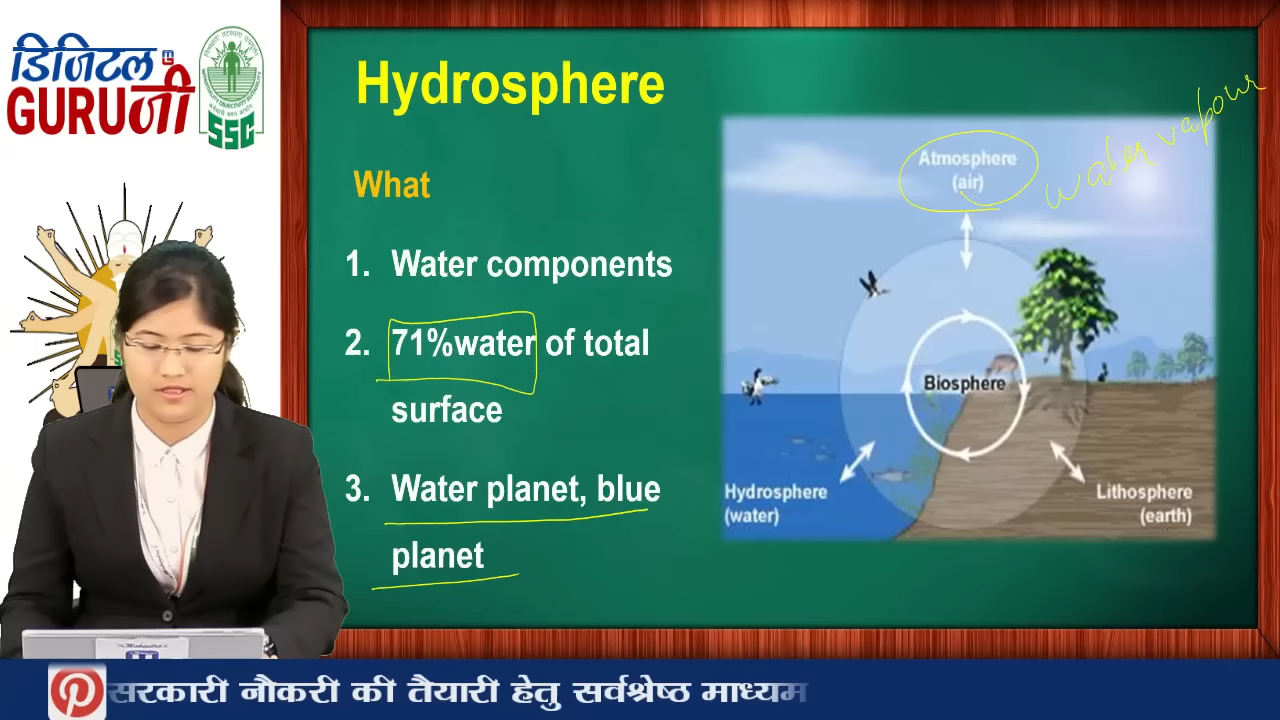 डिजिटल
GURUजी
SSC
Hydrosphere
What
1. Water components
2. 71%water of total
surface
3. Water planet, blue
planet
Atmosphere
(air)
water vapour
Biosphere
Hydrosphere
(water)
Lithosphere
(earth)
सरकारी नौकरी की तैयारी हेतु सर्वश्रेष्ठ माध्यम